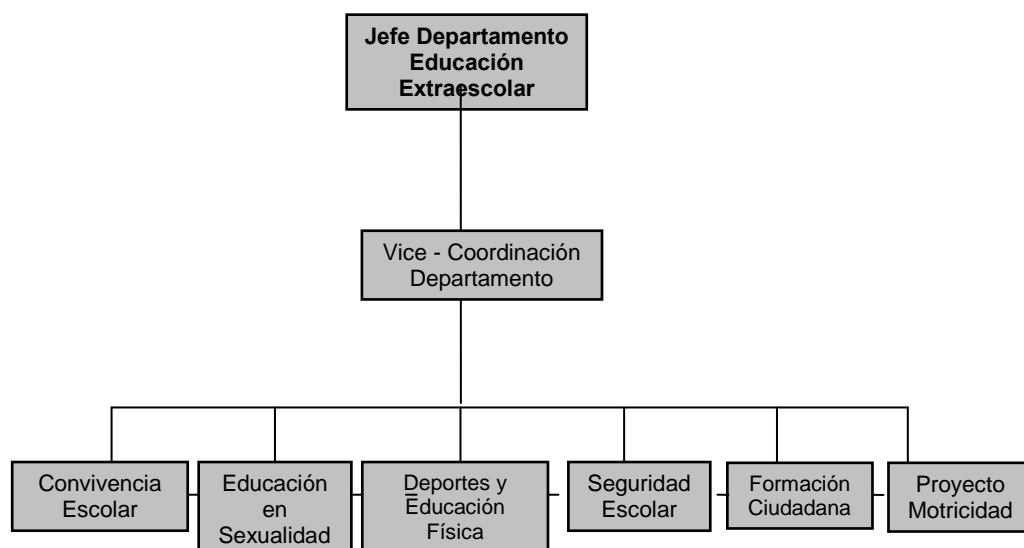 Jefe Departamento
Educación
Extraescolar
Vice - Coordinación
Departamento
Convivencia
Escolar
Educación
en
Sexualidad
Deportes y
Educación
Física
Seguridad
Escolar
Formación
Ciudadana
Proyecto
Motricidad